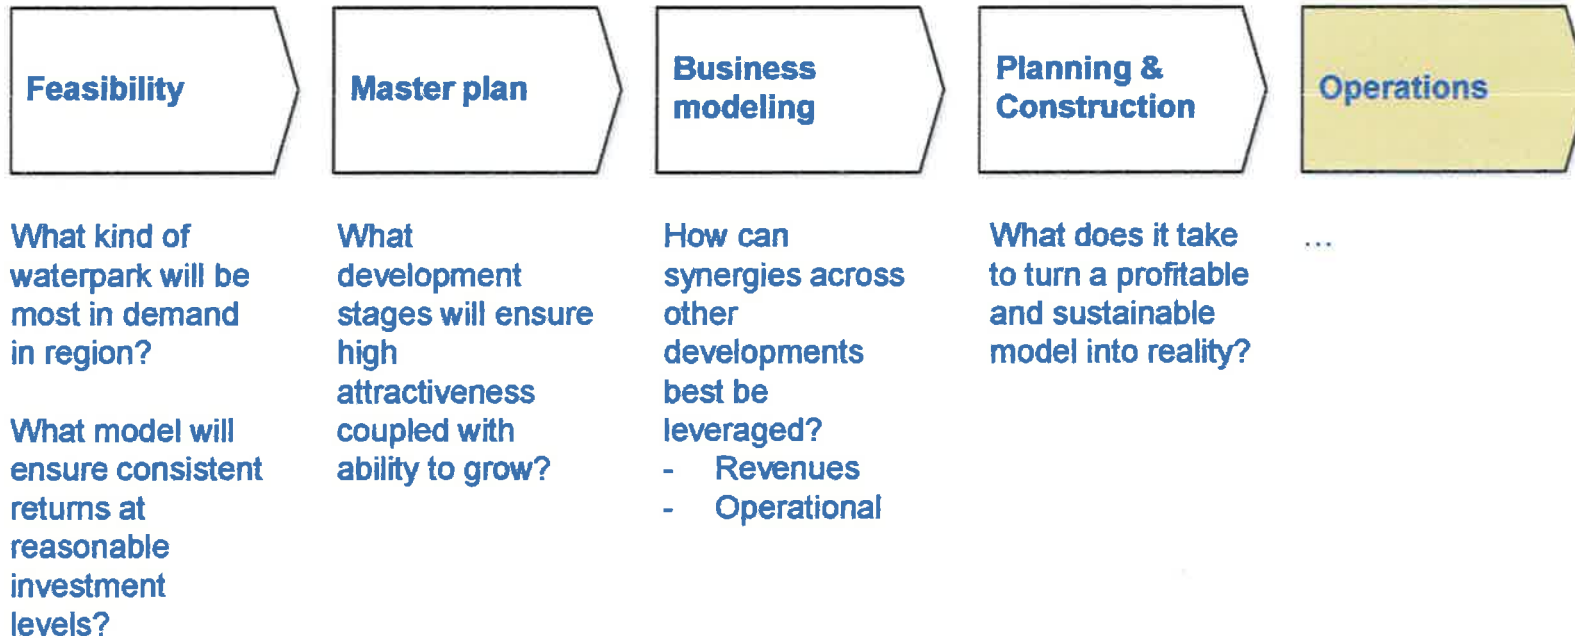 Feasibility
Master plan
Business
modeling
Planning &
Construction
Operations
What kind of
waterpark will be
most in demand
in region?
What model will
ensure consistent
returns at
reasonable
investment
levels?
What
development
stages will ensure
high
attractiveness
coupled with
ability to grow?
How can
synergies across
other
developments
best be
leveraged?
- Revenues
- Operational
What does it take
to turn a profitable
and sustainable
model into reality?
...